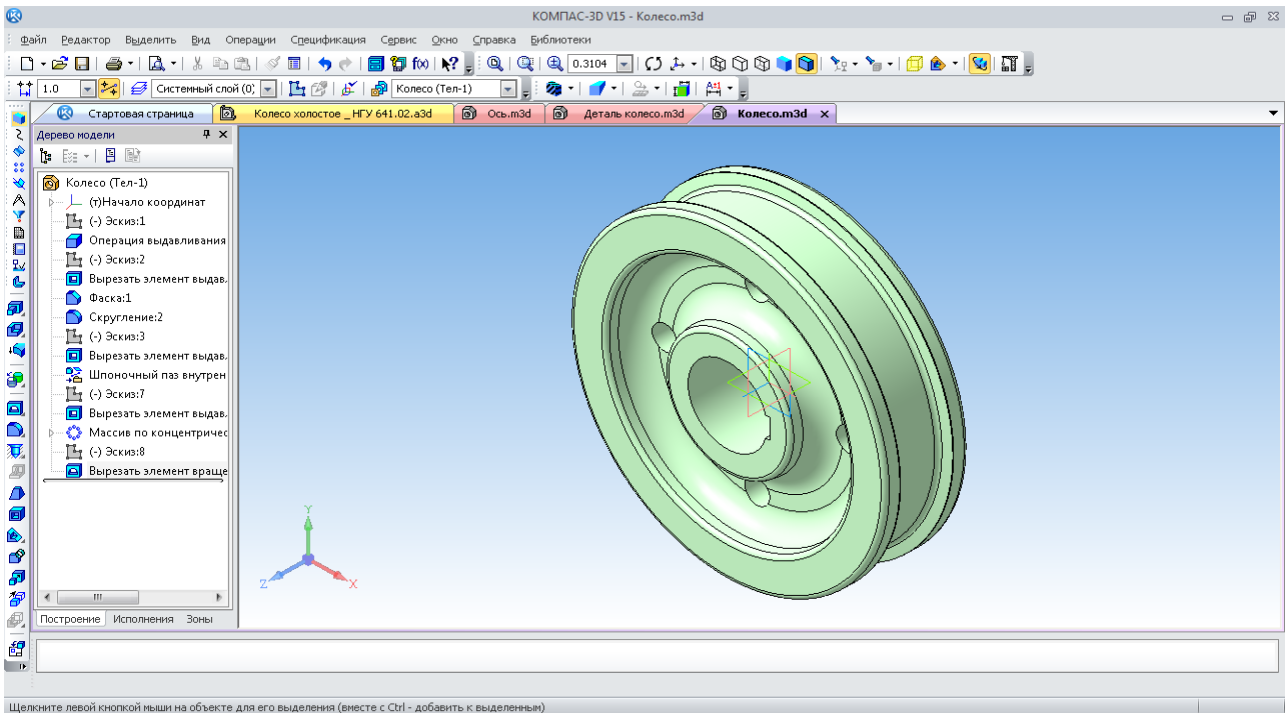 КОМПАС-3D V15 - Колесо.m3d
Файл Редактор Выделить Вид Операции Спецификация Сервис Окно Справка Библиотеки
0.3104
1.0 Системный слой (0) Колесо (Тел-1)
Стартовая страница Колесо холостое _ НГУ 641.02.a3d Ось.m3d Деталь колесо.m3d Колесо.m3d
Дерево модели
Колесо (Тел-1)
(т)Начало координат
(-) Эскиз:1
Операция выдавливания
(-) Эскиз:2
Вырезать элемент выдав.
Фаска:1
Скругление:2
(-) Эскиз:3
Вырезать элемент выдав.
Шпоночный паз внутрен
(-) Эскиз:7
Вырезать элемент выдав.
Массив по концентричес
(-) Эскиз:8
Вырезать элемент враще
Y
Z X
Построение Исполнения Зоны
Щелкните левой кнопкой мыши на объекте для его выделения (вместе с Ctrl - добавить к выделенным)